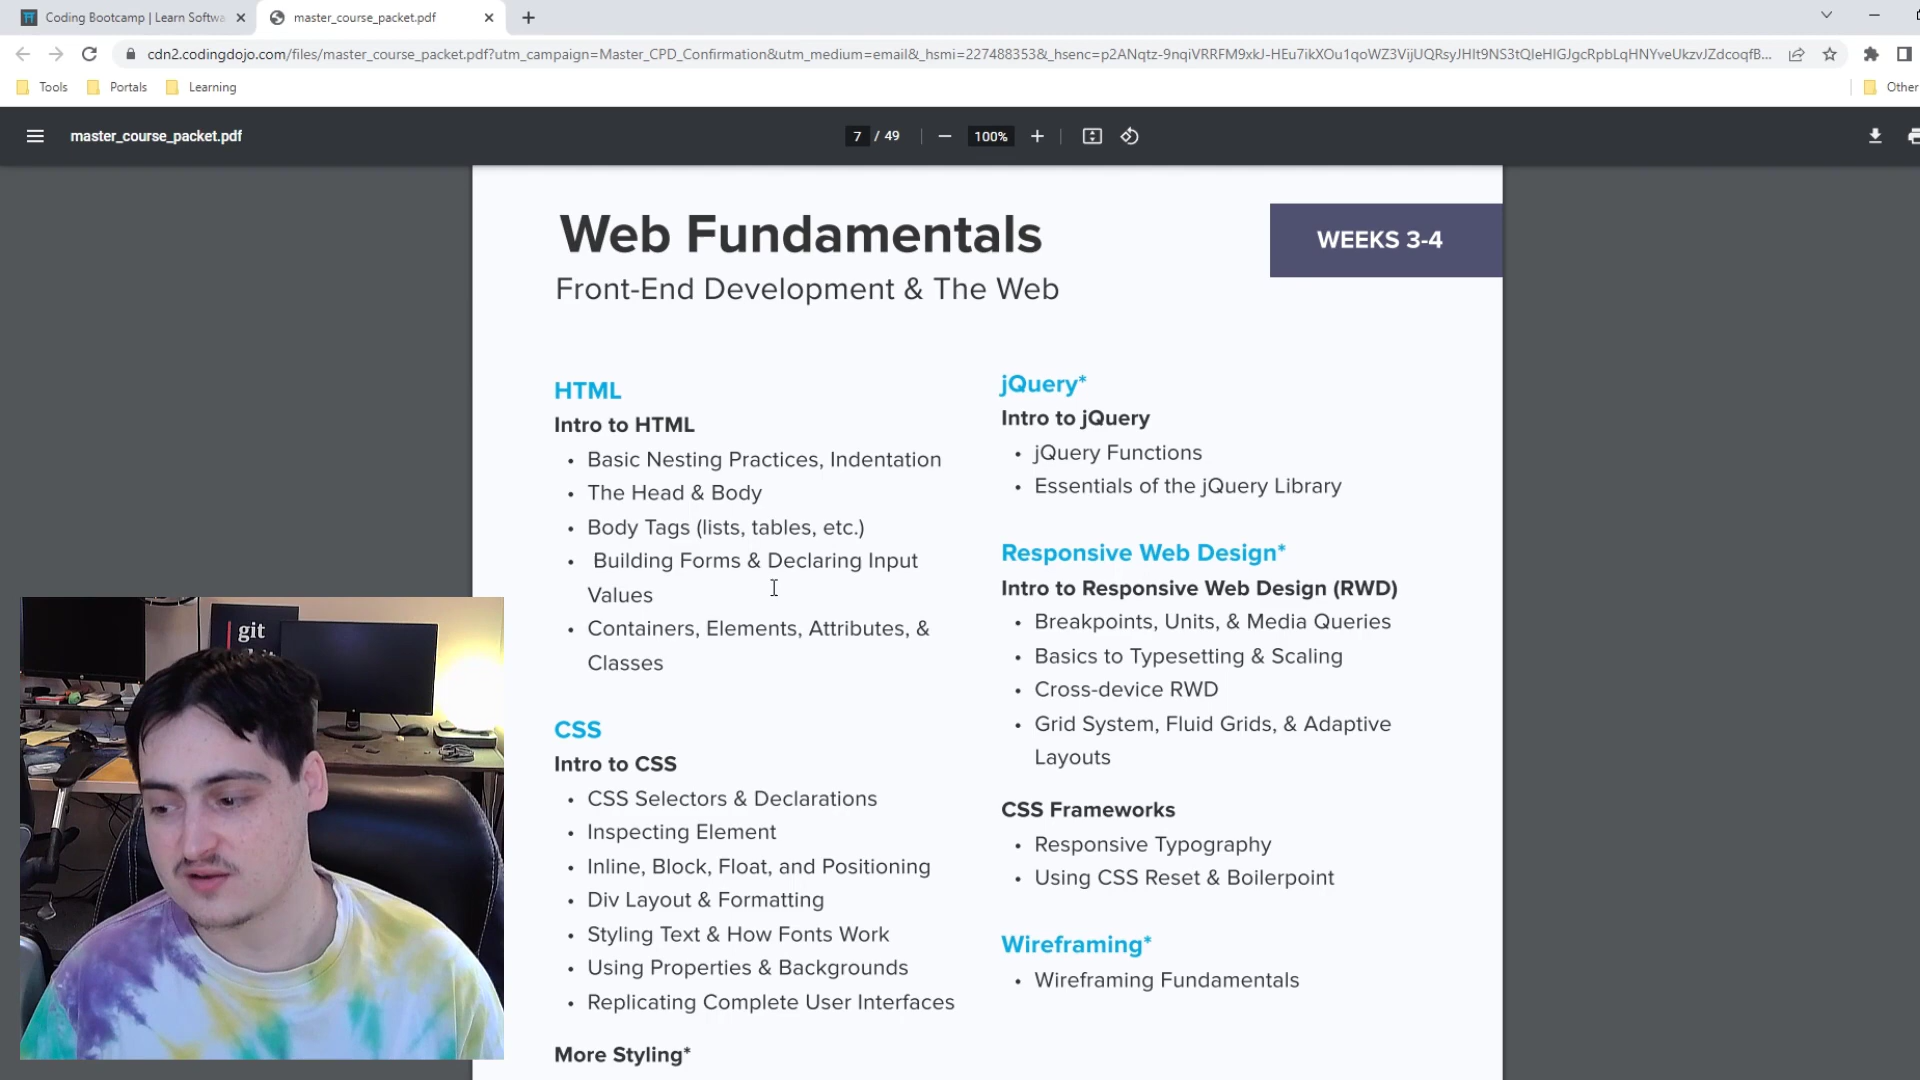 Coding Bootcamp | Learn Softwa
master_course_packet.pdf
cdn2.codingdojo.com/files/master_course_packet.pdf?utm_campaign=Master_CPD_Confirmation&utm_medium=email&_hsmi=227488353&_hsenc=p2ANqtz-9nqiVRRFM9xkJ-HEu7ikXOu1qoWZ3VijUQRsyJHIt9NS3tQleHIGJgcRpbLqHNYveUkzvJZdcoqfB...
Tools
Portals
Learning
Other
master_course_packet.pdf
7 / 49
100%
Web Fundamentals
WEEKS 3-4
Front-End Development & The Web
HTML
Intro to HTML
• Basic Nesting Practices, Indentation
• The Head & Body
• Body Tags (lists, tables, etc.)
• Building Forms & Declaring Input
Values
• Containers, Elements, Attributes, &
Classes
CSS
Intro to CSS
• CSS Selectors & Declarations
• Inspecting Element
• Inline, Block, Float, and Positioning
• Div Layout & Formatting
• Styling Text & How Fonts Work
• Using Properties & Backgrounds
• Replicating Complete User Interfaces
More Styling*
jQuery*
Intro to jQuery
• jQuery Functions
• Essentials of the jQuery Library
Responsive Web Design*
Intro to Responsive Web Design (RWD)
• Breakpoints, Units, & Media Queries
• Basics to Typesetting & Scaling
• Cross-device RWD
• Grid System, Fluid Grids, & Adaptive
Layouts
CSS Frameworks
• Responsive Typography
• Using CSS Reset & Boilerpoint
Wireframing*
• Wireframing Fundamentals
git